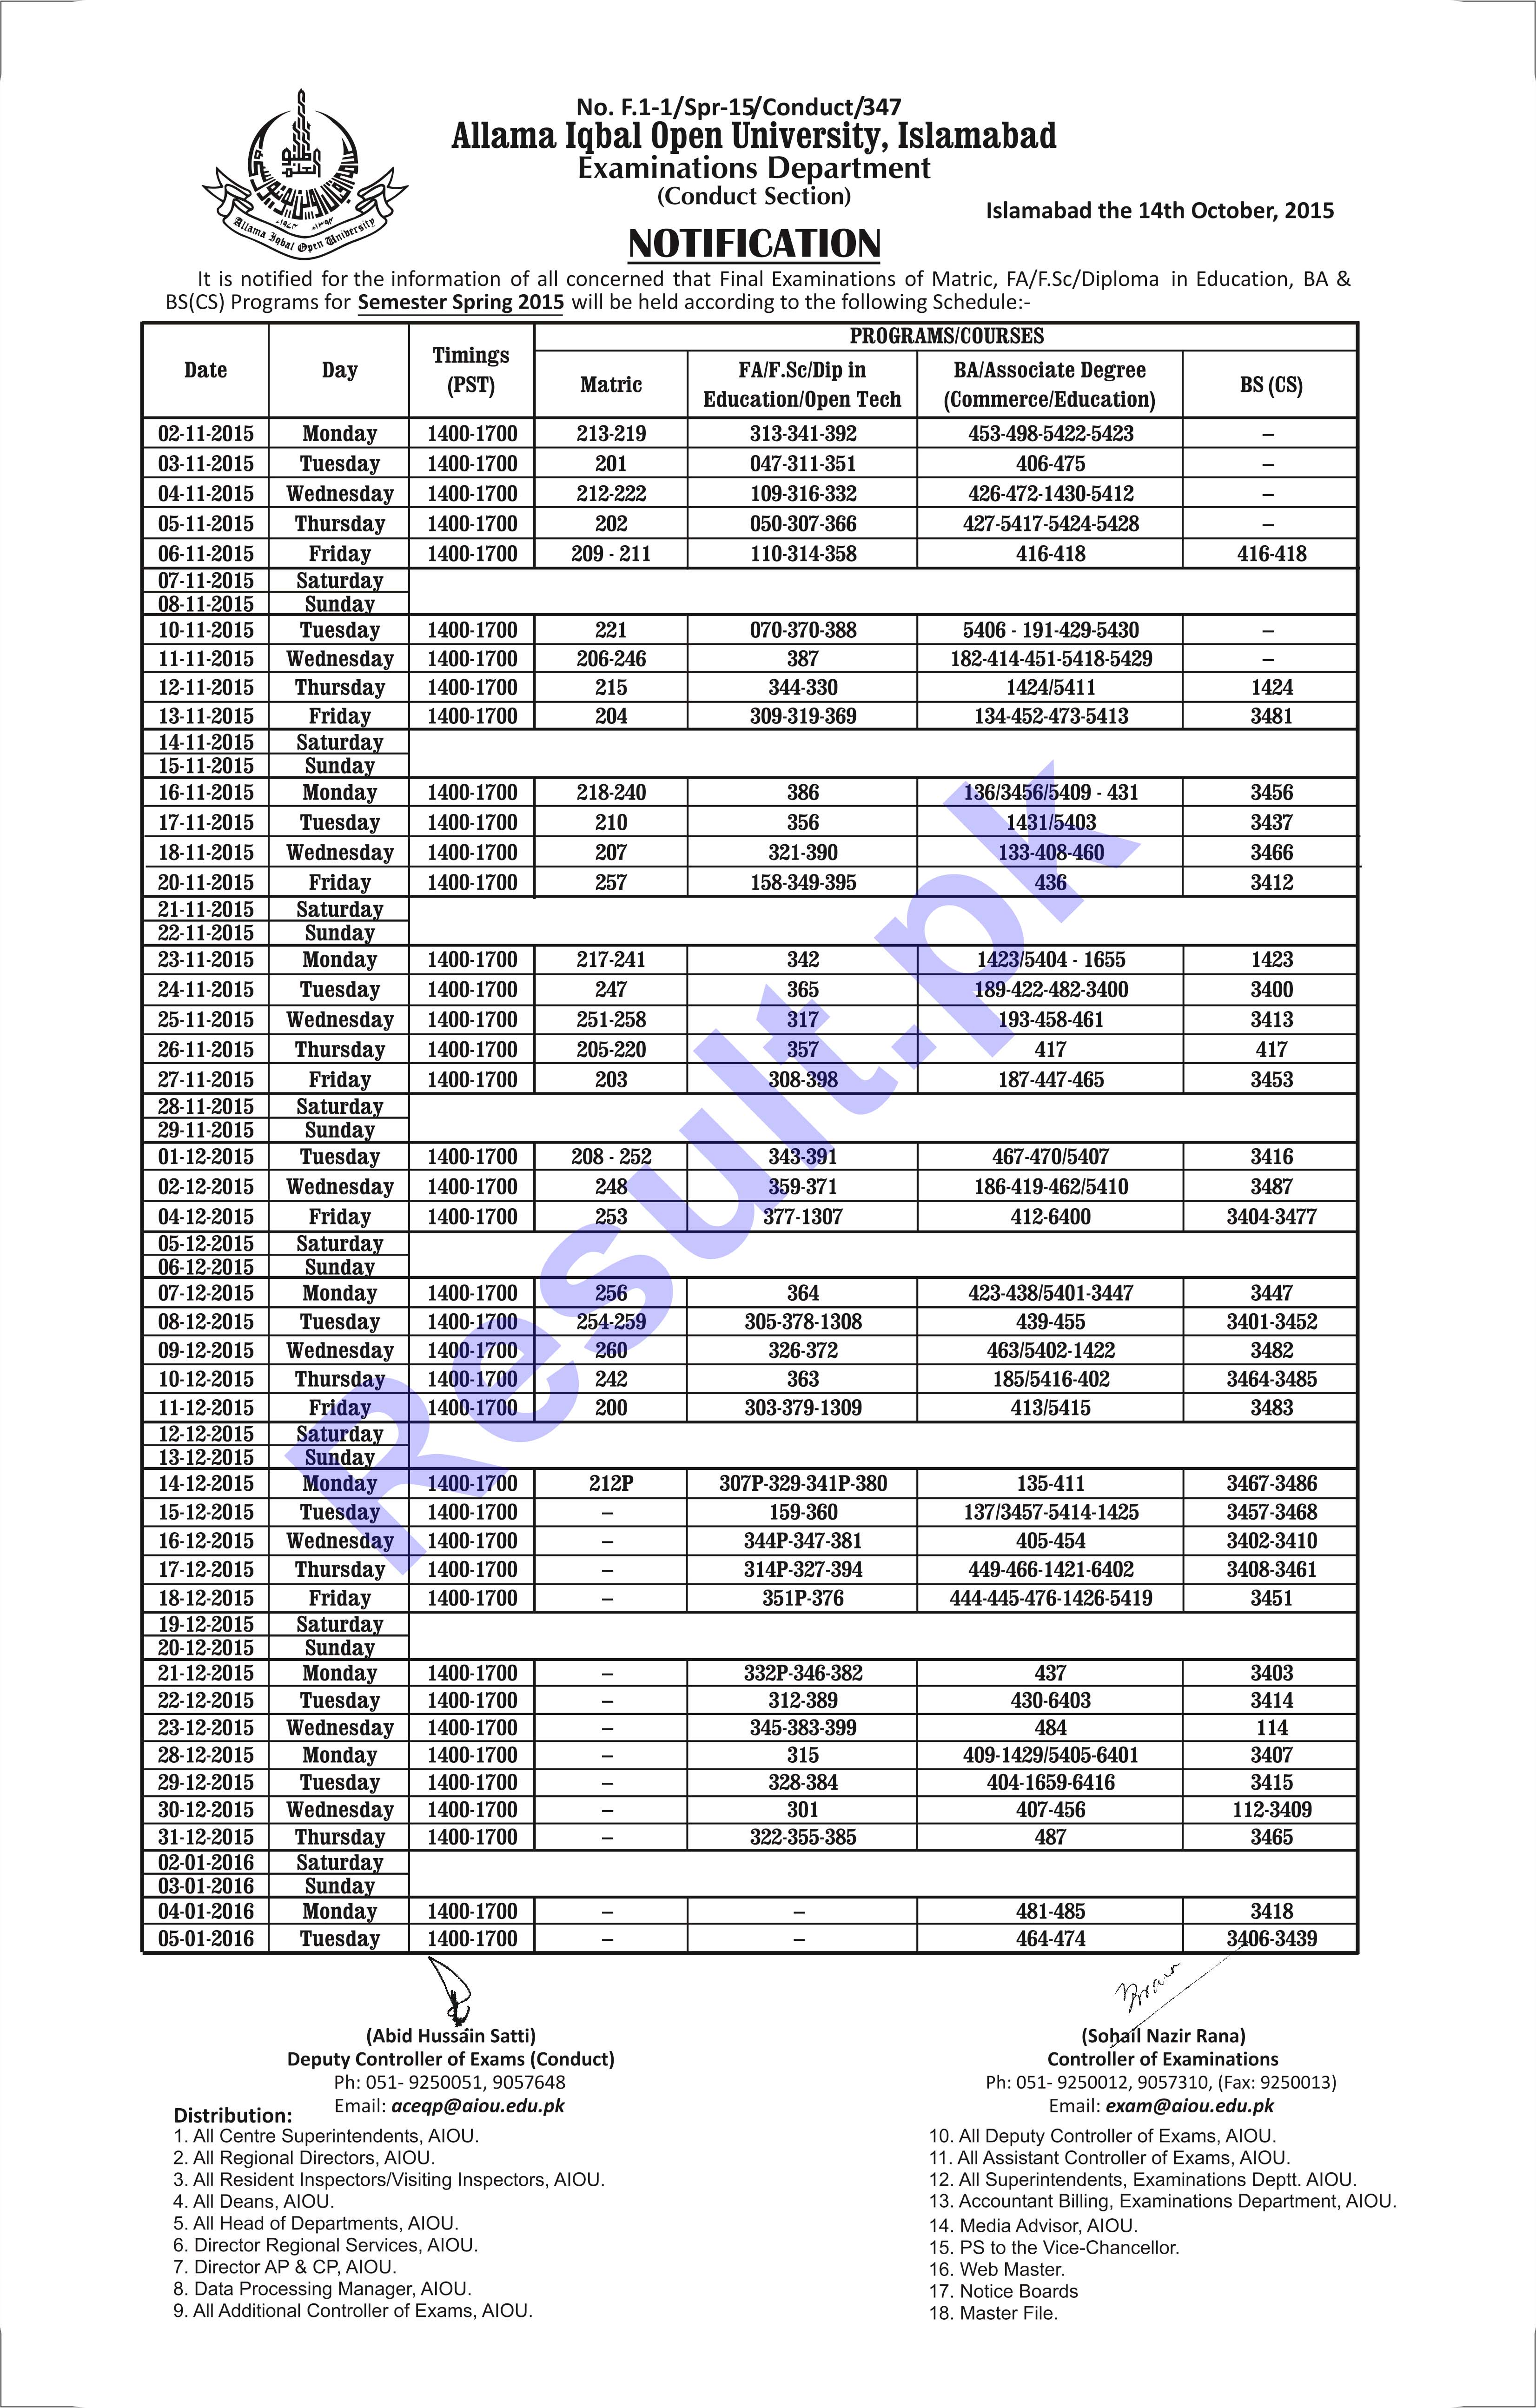 No. F.1-1/Spr-15/Conduct/347
Allama Iqbal Open University, Islamabad
Examinations Department
(Conduct Section)
Islamabad the 14th October, 2015
Allama Iqbal Open University
NOTIFICATION
It is notified for the information of all concerned that Final Examinations of Matric, FA/F.Sc/Diploma in Education, BA &
BS(CS) Programs for Semester Spring 2015 will be held according to the following Schedule:-
Date Day Timings (PST) PROGRAMS/COURSES
Matric FA/F.Sc/Dip in Education/Open Tech BA/Associate Degree (Commerce/Education) BS (CS)
02-11-2015 Monday 1400-1700 213-219 313-341-392 453-498-5422-5423 –
03-11-2015 Tuesday 1400-1700 201 047-311-351 406-475 –
04-11-2015 Wednesday 1400-1700 212-222 109-316-332 426-472-1430-5412 –
05-11-2015 Thursday 1400-1700 202 050-307-366 427-5417-5424-5428 –
06-11-2015 Friday 1400-1700 209 - 211 110-314-358 416-418 416-418
07-11-2015 Saturday
08-11-2015 Sunday
10-11-2015 Tuesday 1400-1700 221 070-370-388 5406 - 191-429-5430 –
11-11-2015 Wednesday 1400-1700 206-246 387 182-414-451-5418-5429 –
12-11-2015 Thursday 1400-1700 215 344-330 1424/5411 1424
13-11-2015 Friday 1400-1700 204 309-319-369 134-452-473-5413 3481
14-11-2015 Saturday
15-11-2015 Sunday
16-11-2015 Monday 1400-1700 218-240 386 136/3456/5409 - 431 3456
17-11-2015 Tuesday 1400-1700 210 356 1431/5403 3437
18-11-2015 Wednesday 1400-1700 207 321-390 133-408-460 3466
20-11-2015 Friday 1400-1700 257 158-349-395 436 3412
21-11-2015 Saturday
22-11-2015 Sunday
23-11-2015 Monday 1400-1700 217-241 342 1423/5404 - 1655 1423
24-11-2015 Tuesday 1400-1700 247 365 189-422-482-3400 3400
25-11-2015 Wednesday 1400-1700 251-258 317 193-458-461 3413
26-11-2015 Thursday 1400-1700 205-220 357 417 417
27-11-2015 Friday 1400-1700 203 308-398 187-447-465 3453
28-11-2015 Saturday
29-11-2015 Sunday
01-12-2015 Tuesday 1400-1700 208 - 252 343-391 467-470/5407 3416
02-12-2015 Wednesday 1400-1700 248 359-371 186-419-462/5410 3487
04-12-2015 Friday 1400-1700 253 377-1307 412-6400 3404-3477
05-12-2015 Saturday
06-12-2015 Sunday
07-12-2015 Monday 1400-1700 256 364 423-438/5401-3447 3447
08-12-2015 Tuesday 1400-1700 254-259 305-378-1308 439-455 3401-3452
09-12-2015 Wednesday 1400-1700 260 326-372 463/5402-1422 3482
10-12-2015 Thursday 1400-1700 242 363 185/5416-402 3464-3485
11-12-2015 Friday 1400-1700 200 303-379-1309 413/5415 3483
12-12-2015 Saturday
13-12-2015 Sunday
14-12-2015 Monday 1400-1700 212P 307P-329-341P-380 135-411 3467-3486
15-12-2015 Tuesday 1400-1700 – 159-360 137/3457-5414-1425 3457-3468
16-12-2015 Wednesday 1400-1700 – 344P-347-381 405-454 3402-3410
17-12-2015 Thursday 1400-1700 – 314P-327-394 449-466-1421-6402 3408-3461
18-12-2015 Friday 1400-1700 – 351P-376 444-445-476-1426-5419 3451
19-12-2015 Saturday
20-12-2015 Sunday
21-12-2015 Monday 1400-1700 – 332P-346-382 437 3403
22-12-2015 Tuesday 1400-1700 – 312-389 430-6403 3414
23-12-2015 Wednesday 1400-1700 – 345-383-399 484 114
28-12-2015 Monday 1400-1700 – 315 409-1429/5405-6401 3407
29-12-2015 Tuesday 1400-1700 – 328-384 404-1659-6416 3415
30-12-2015 Wednesday 1400-1700 – 301 407-456 112-3409
31-12-2015 Thursday 1400-1700 – 322-355-385 487 3465
02-01-2016 Saturday
03-01-2016 Sunday
04-01-2016 Monday 1400-1700 – – 481-485 3418
05-01-2016 Tuesday 1400-1700 – – 464-474 3406-3439
Result.pk
(Abid Hussain Satti)
Deputy Controller of Exams (Conduct)
Ph: 051- 9250051, 9057648
Email: aceqp@aiou.edu.pk
(Sohail Nazir Rana)
Controller of Examinations
Ph: 051- 9250012, 9057310, (Fax: 9250013)
Email: exam@aiou.edu.pk
Distribution:
1. All Centre Superintendents, AIOU.
2. All Regional Directors, AIOU.
3. All Resident Inspectors/Visiting Inspectors, AIOU.
4. All Deans, AIOU.
5. All Head of Departments, AIOU.
6. Director Regional Services, AIOU.
7. Director AP & CP, AIOU.
8. Data Processing Manager, AIOU.
9. All Additional Controller of Exams, AIOU.
10. All Deputy Controller of Exams, AIOU.
11. All Assistant Controller of Exams, AIOU.
12. All Superintendents, Examinations Deptt. AIOU.
13. Accountant Billing, Examinations Department, AIOU.
14. Media Advisor, AIOU.
15. PS to the Vice-Chancellor.
16. Web Master.
17. Notice Boards
18. Master File.